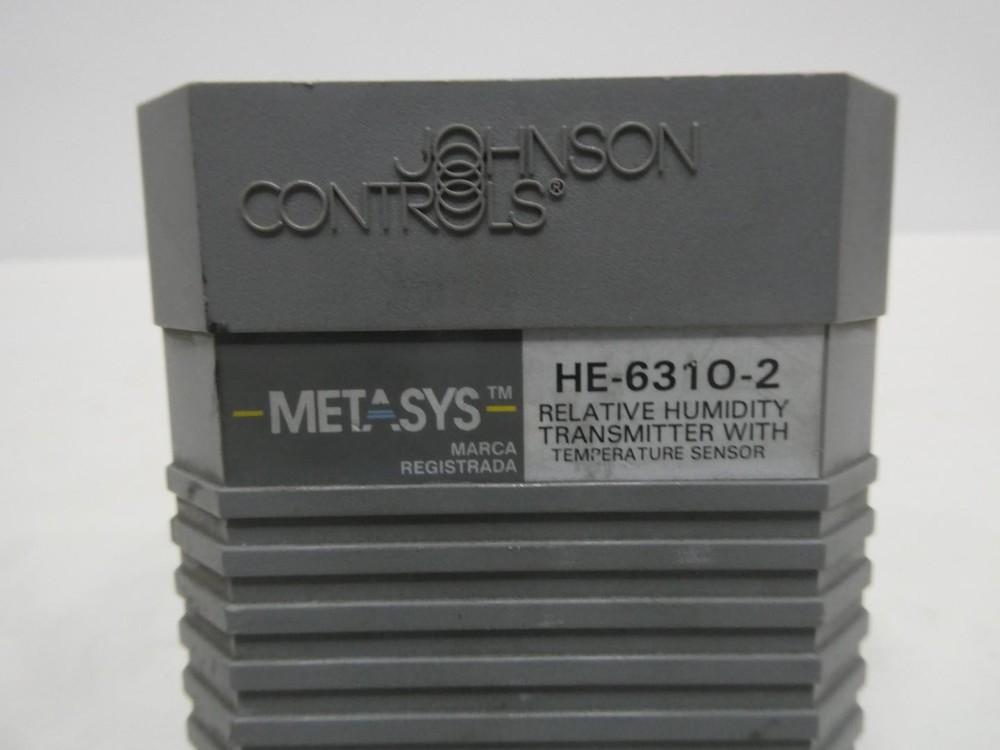 JOHNSON
CONTROLS®
METASYS™
MARCA
REGISTRADA
HE-6310-2
RELATIVE HUMIDITY
TRANSMITTER WITH
TEMPERATURE SENSOR